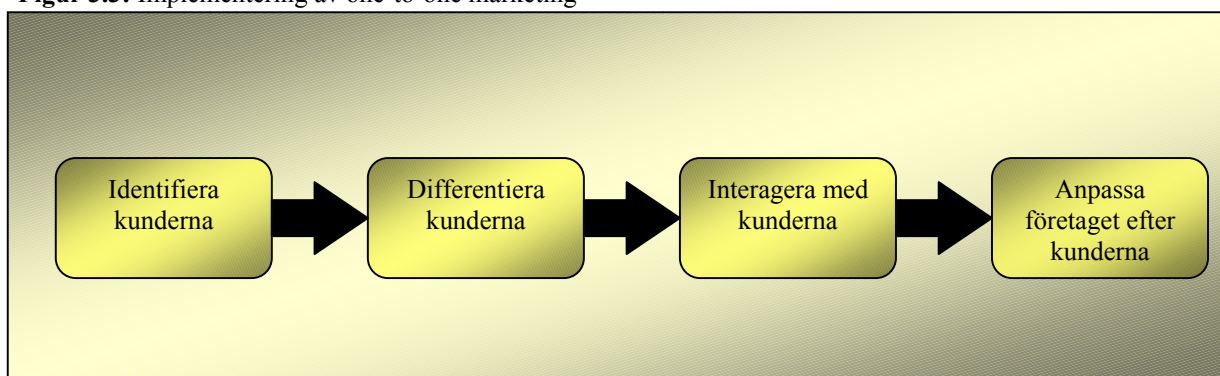 Figur 3.3: Implementering av one-to-one marketing
Identifiera
kunderna
Differentiera
kunderna
Interagera med
kunderna
Anpassa
företaget efter
kunderna